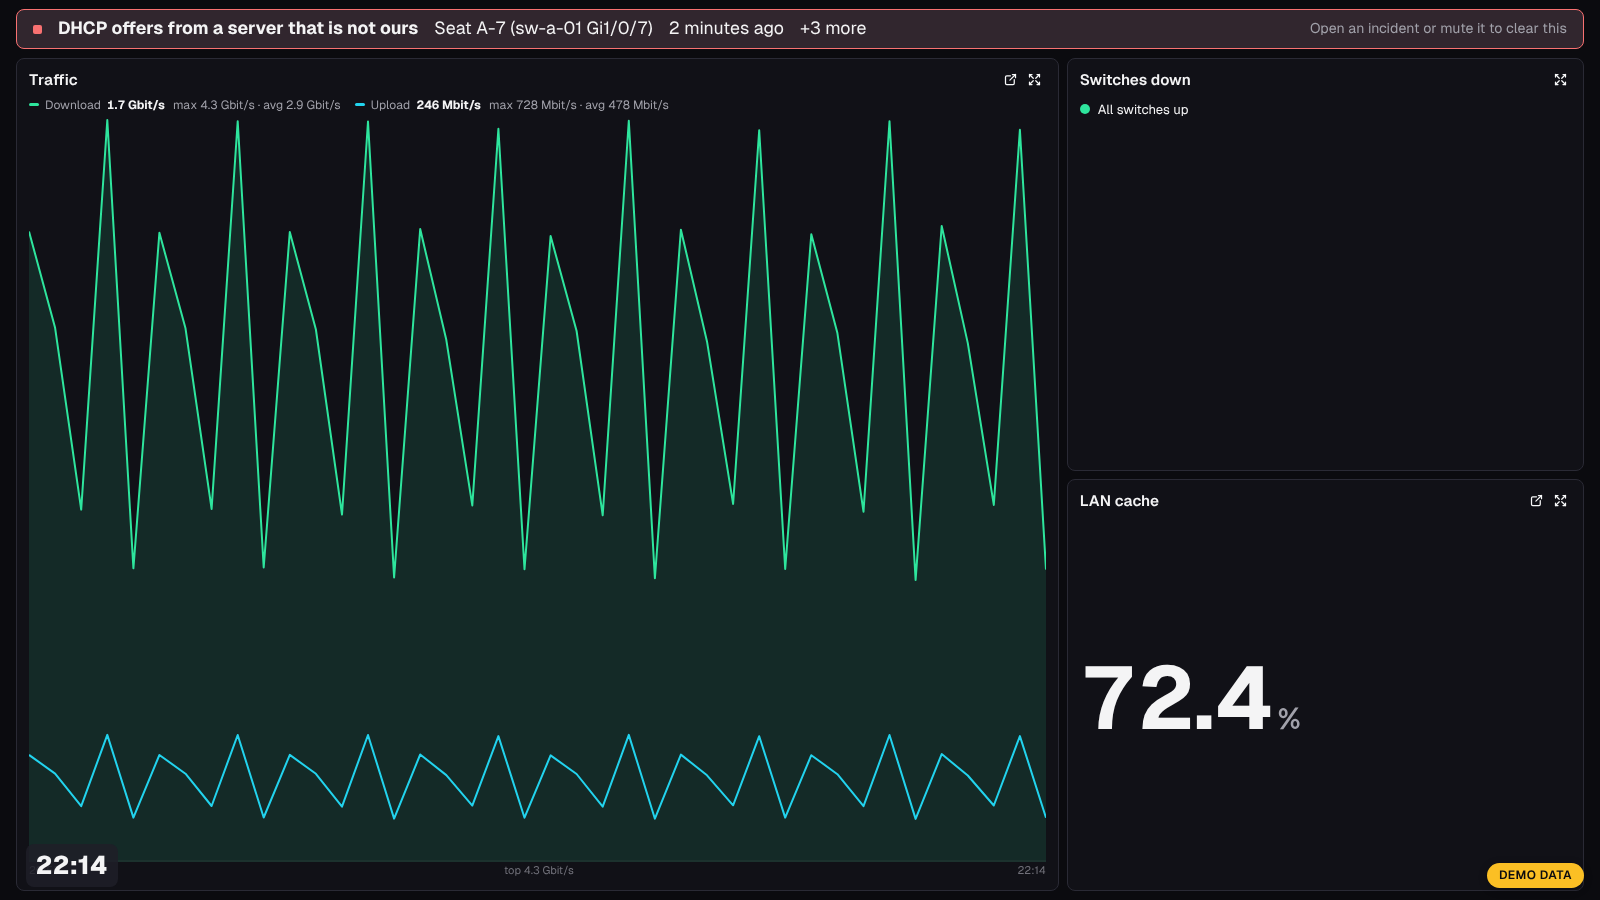 DHCP offers from a server that is not ours Seat A-7 (sw-a-01 Gi1/0/7) 2 minutes ago +3 more Open an incident or mute it to clear this
Traffic
Download 1.7 Gbit/s max 4.3 Gbit/s · avg 2.9 Gbit/s Upload 246 Mbit/s max 728 Mbit/s · avg 478 Mbit/s
22:14
top 4.3 Gbit/s 22:14
Switches down
All switches up
LAN cache
72.4 %
DEMO DATA